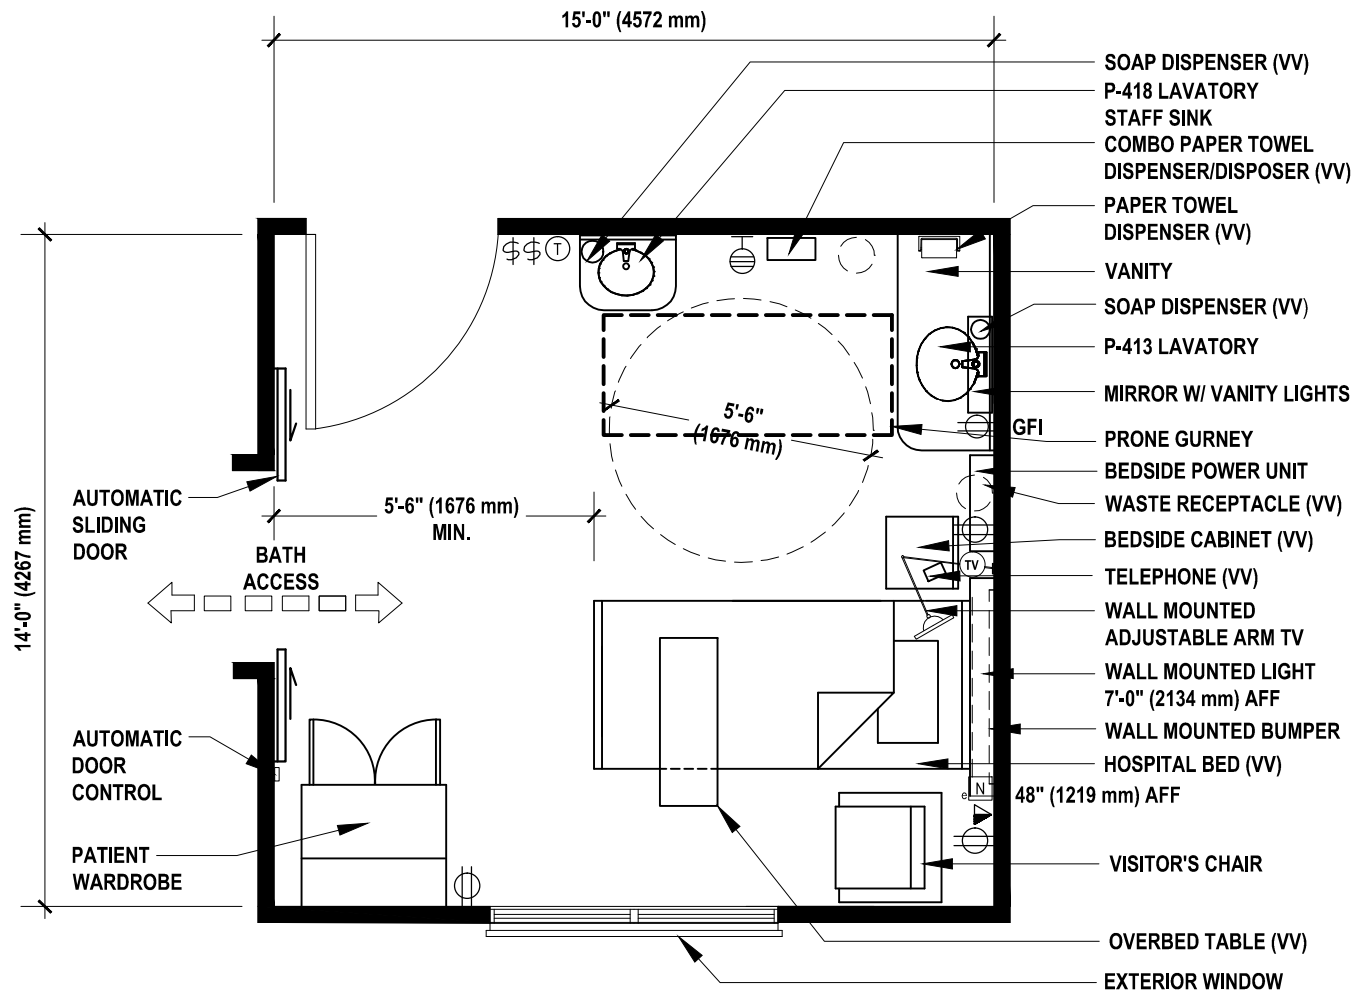 15'-0" (4572 mm)
SOAP DISPENSER (VV)
P-418 LAVATORY
STAFF SINK
COMBO PAPER TOWEL
DISPENSER/DISPOSER (VV)
PAPER TOWEL
DISPENSER (VV)
VANITY
SOAP DISPENSER (VV)
P-413 LAVATORY
MIRROR W/ VANITY LIGHTS
GFI
PRONE GURNEY
BEDSIDE POWER UNIT
WASTE RECEPTACLE (VV)
BEDSIDE CABINET (VV)
TELEPHONE (VV)
WALL MOUNTED
ADJUSTABLE ARM TV
WALL MOUNTED LIGHT
7'-0" (2134 mm) AFF
WALL MOUNTED BUMPER
HOSPITAL BED (VV)
48" (1219 mm) AFF
VISITOR'S CHAIR
OVERBED TABLE (VV)
EXTERIOR WINDOW
$$ T
5'-6"
(1676 mm)
5'-6" (1676 mm)
MIN.
TV
N
e
14'-0" (4267 mm)
AUTOMATIC
SLIDING
DOOR
BATH
ACCESS
AUTOMATIC
DOOR
CONTROL
PATIENT
WARDROBE